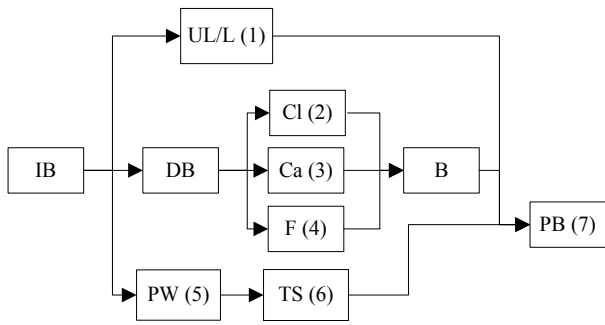 UL/L (1)
Cl (2)
IB
DB
Ca (3)
B
F (4)
PB (7)
PW (5)
TS (6)